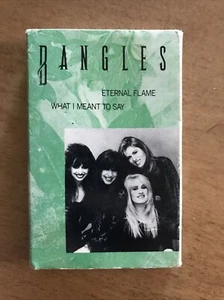 BANGLES
ETERNAL FLAME
WHAT I MEANT TO SAY